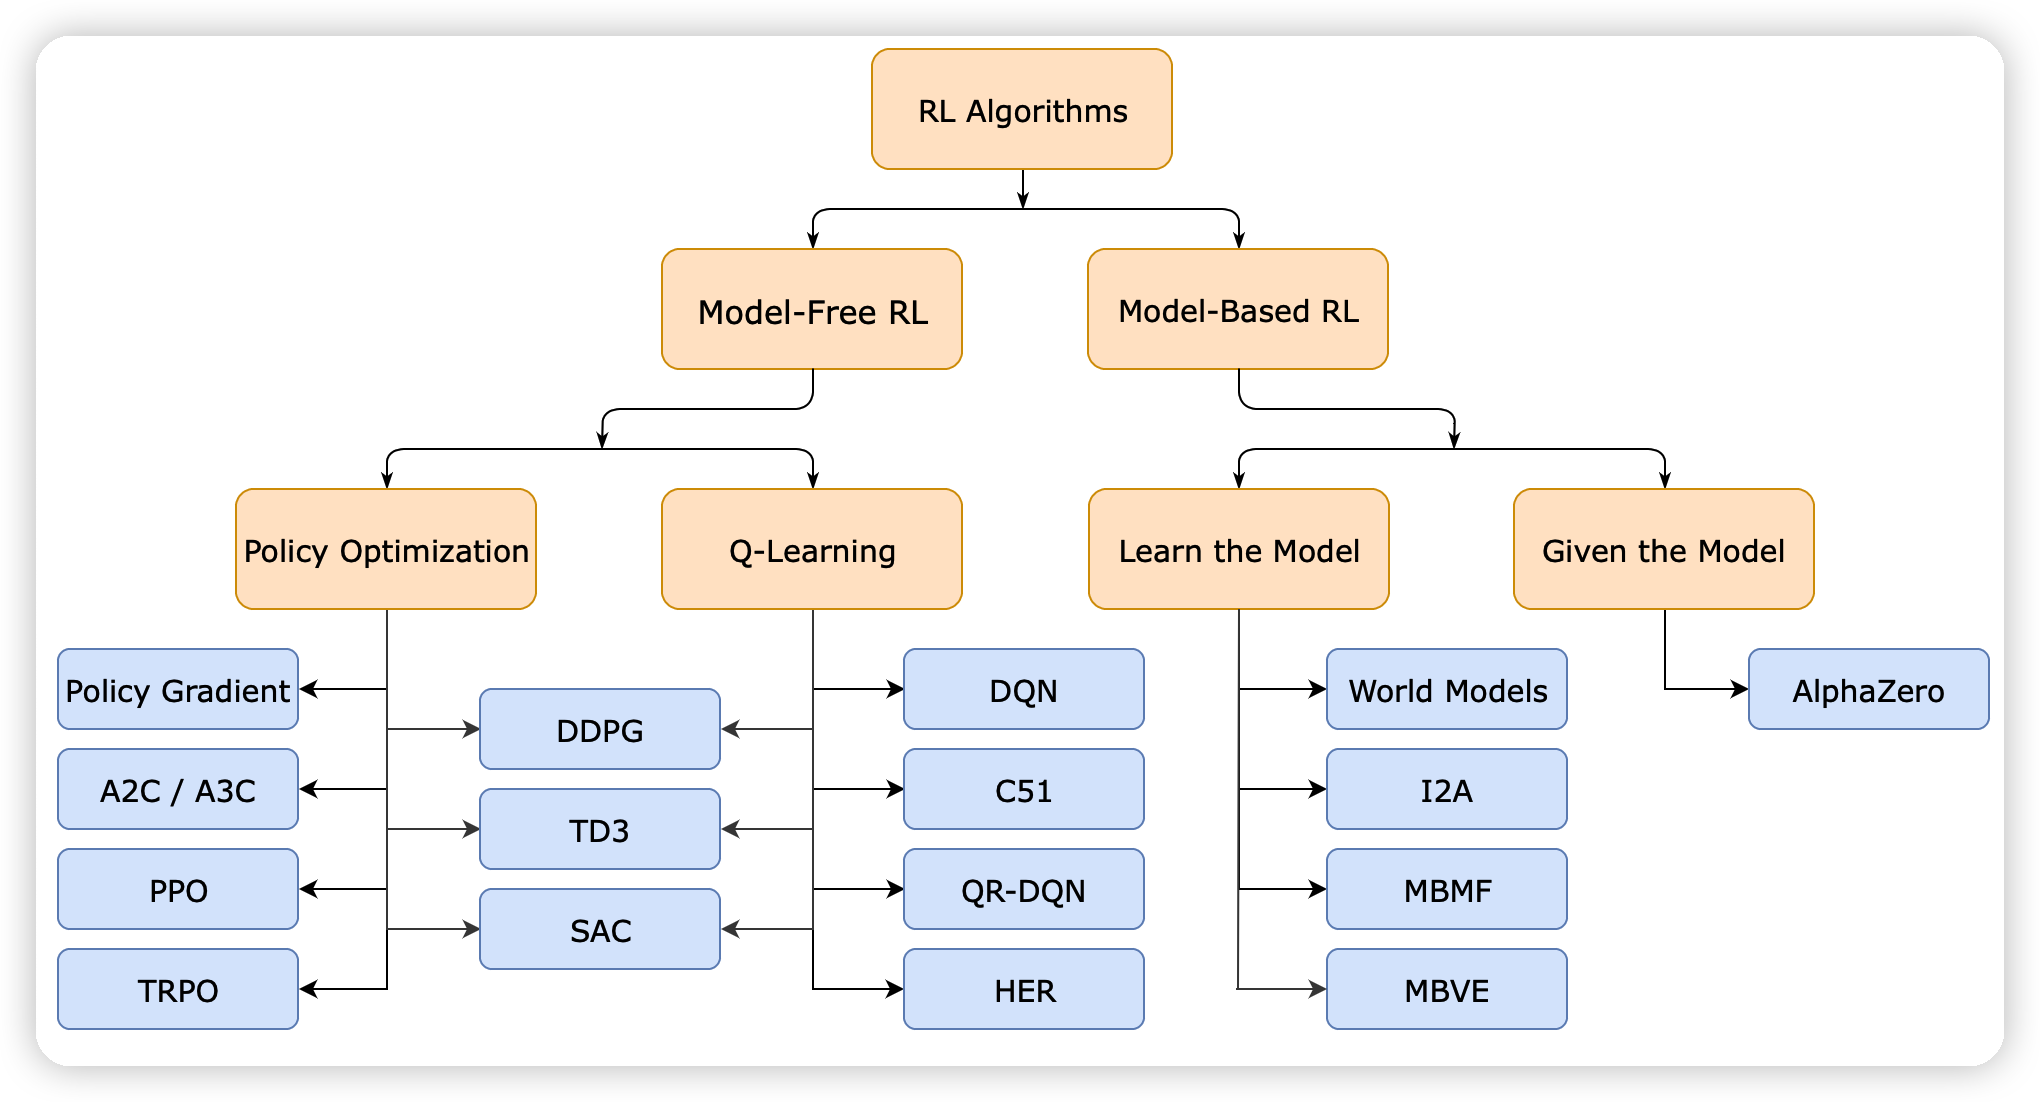 RL Algorithms
Model-Free RL
Model-Based RL
Policy Optimization
Q-Learning
Learn the Model
Given the Model
Policy Gradient
A2C / A3C
PPO
TRPO
DDPG
TD3
SAC
DQN
C51
QR-DQN
HER
World Models
I2A
MBMF
MBVE
AlphaZero